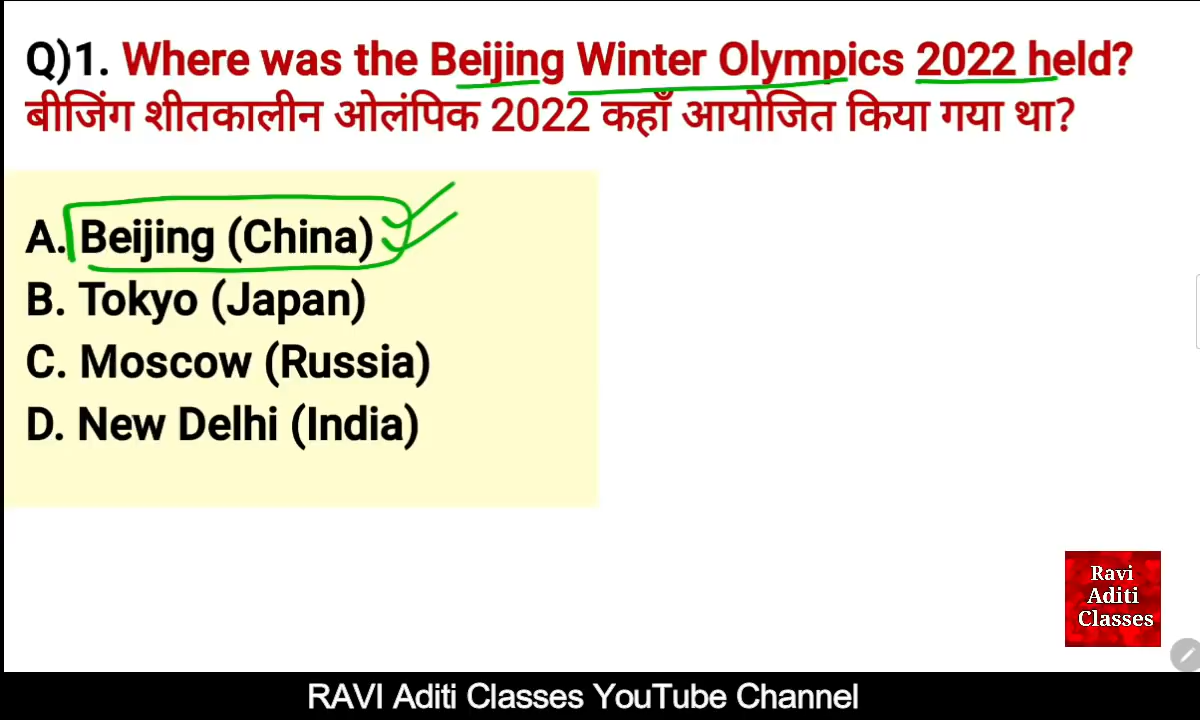 Q)1. Where was the Beijing Winter Olympics 2022 held?
बीजिंग शीतकालीन ओलंपिक 2022 कहाँ आयोजित किया गया था?
A. Beijing (China)
B. Tokyo (Japan)
C. Moscow (Russia)
D. New Delhi (India)
Ravi
Aditi
Classes
RAVI Aditi Classes YouTube Channel